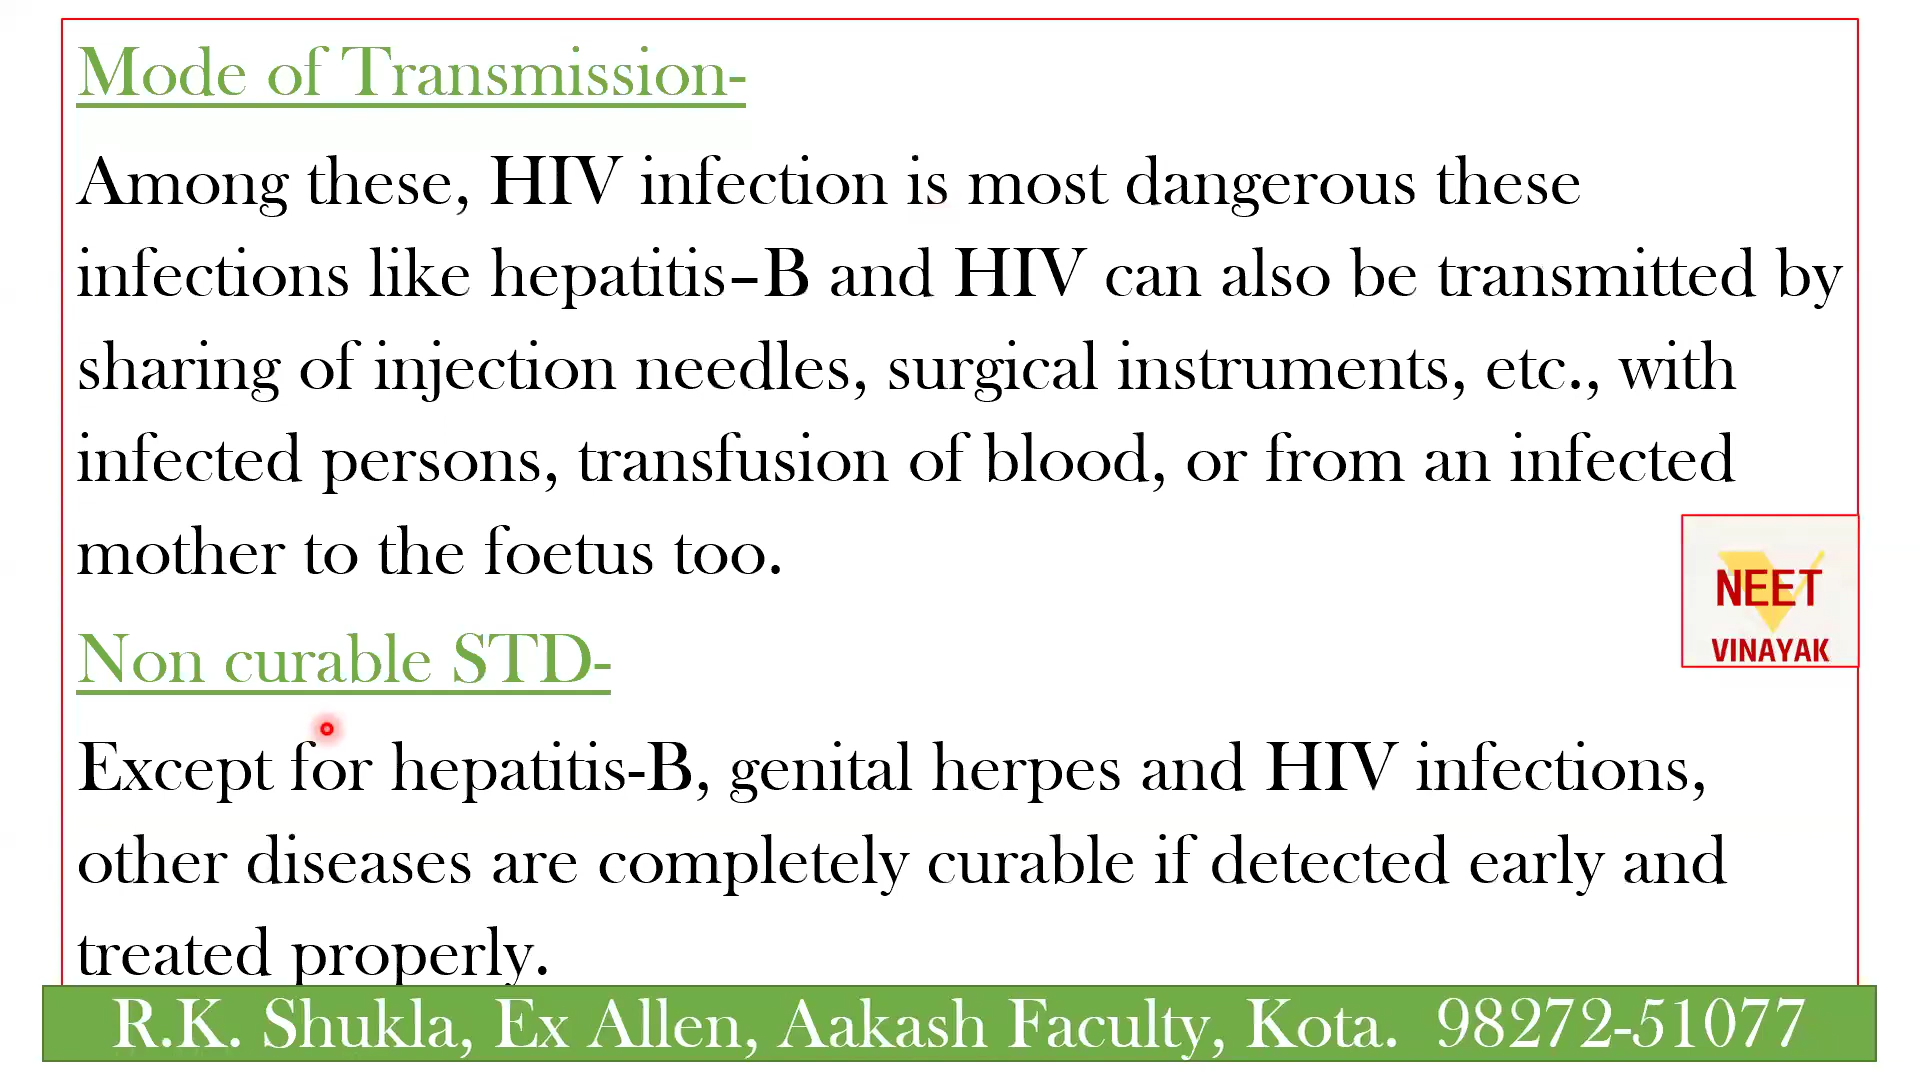 Mode of Transmission-
Among these, HIV infection is most dangerous these
infections like hepatitis–B and HIV can also be transmitted by
sharing of injection needles, surgical instruments, etc., with
infected persons, transfusion of blood, or from an infected
mother to the foetus too.
NEET
VINAYAK
Non curable STD-
Except for hepatitis-B, genital herpes and HIV infections,
other diseases are completely curable if detected early and
treated properly.
R.K. Shukla, Ex Allen, Aakash Faculty, Kota. 98272-51077